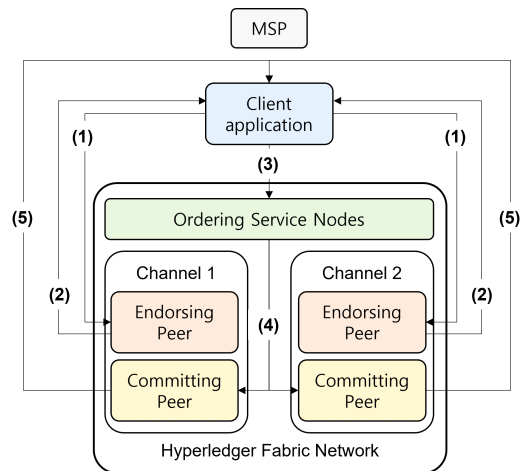 MSP
Client
application
(1)
(1)
(3)
(5)
(5)
Ordering Service Nodes
Channel 1
Channel 2
(2)
(2)
Endorsing
Peer
(4)
Endorsing
Peer
Committing
Peer
Committing
Peer
Hyperledger Fabric Network